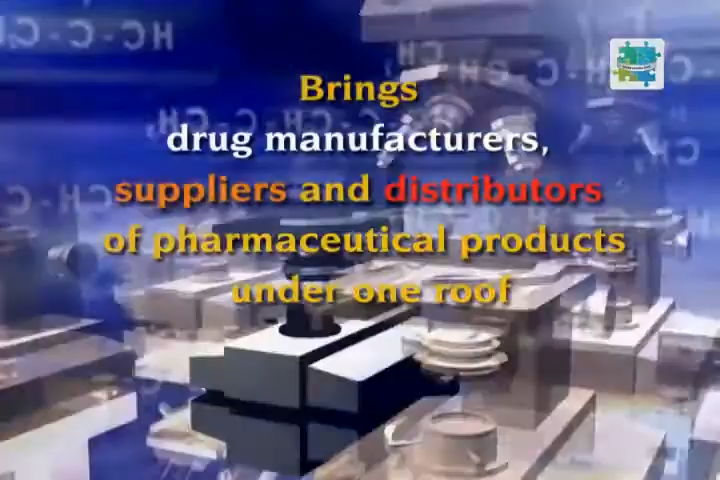 Brings
drug manufacturers,
suppliers and distributors
of pharmaceutical products
under one roof